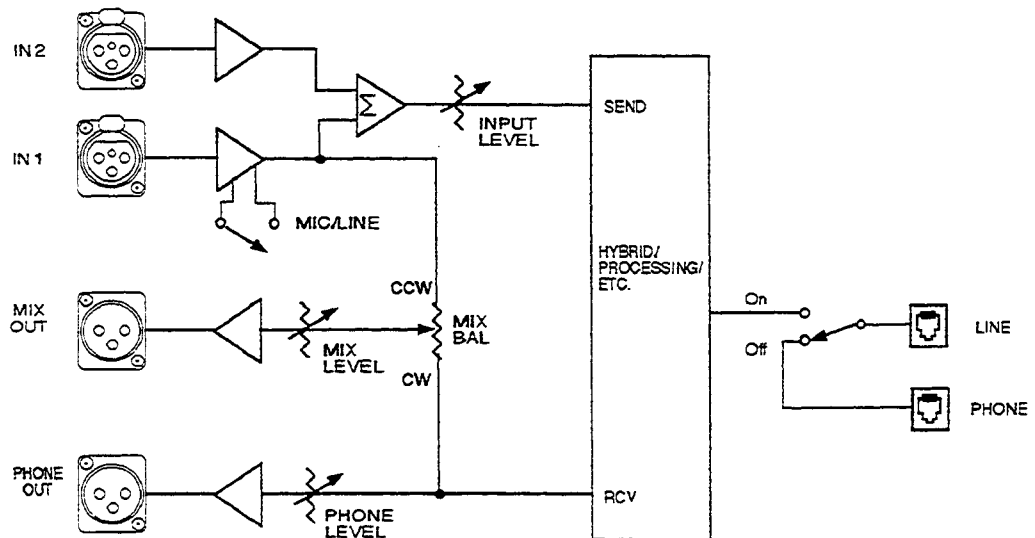 IN 2
Σ
INPUT
LEVEL
SEND
IN 1
MIC/LINE
HYBRID/
PROCESSING/
ETC.
CCW
MIX
OUT
MIX
LEVEL
MIX
BAL
CW
On
Off
LINE
PHONE
PHONE
OUT
PHONE
LEVEL
RCV